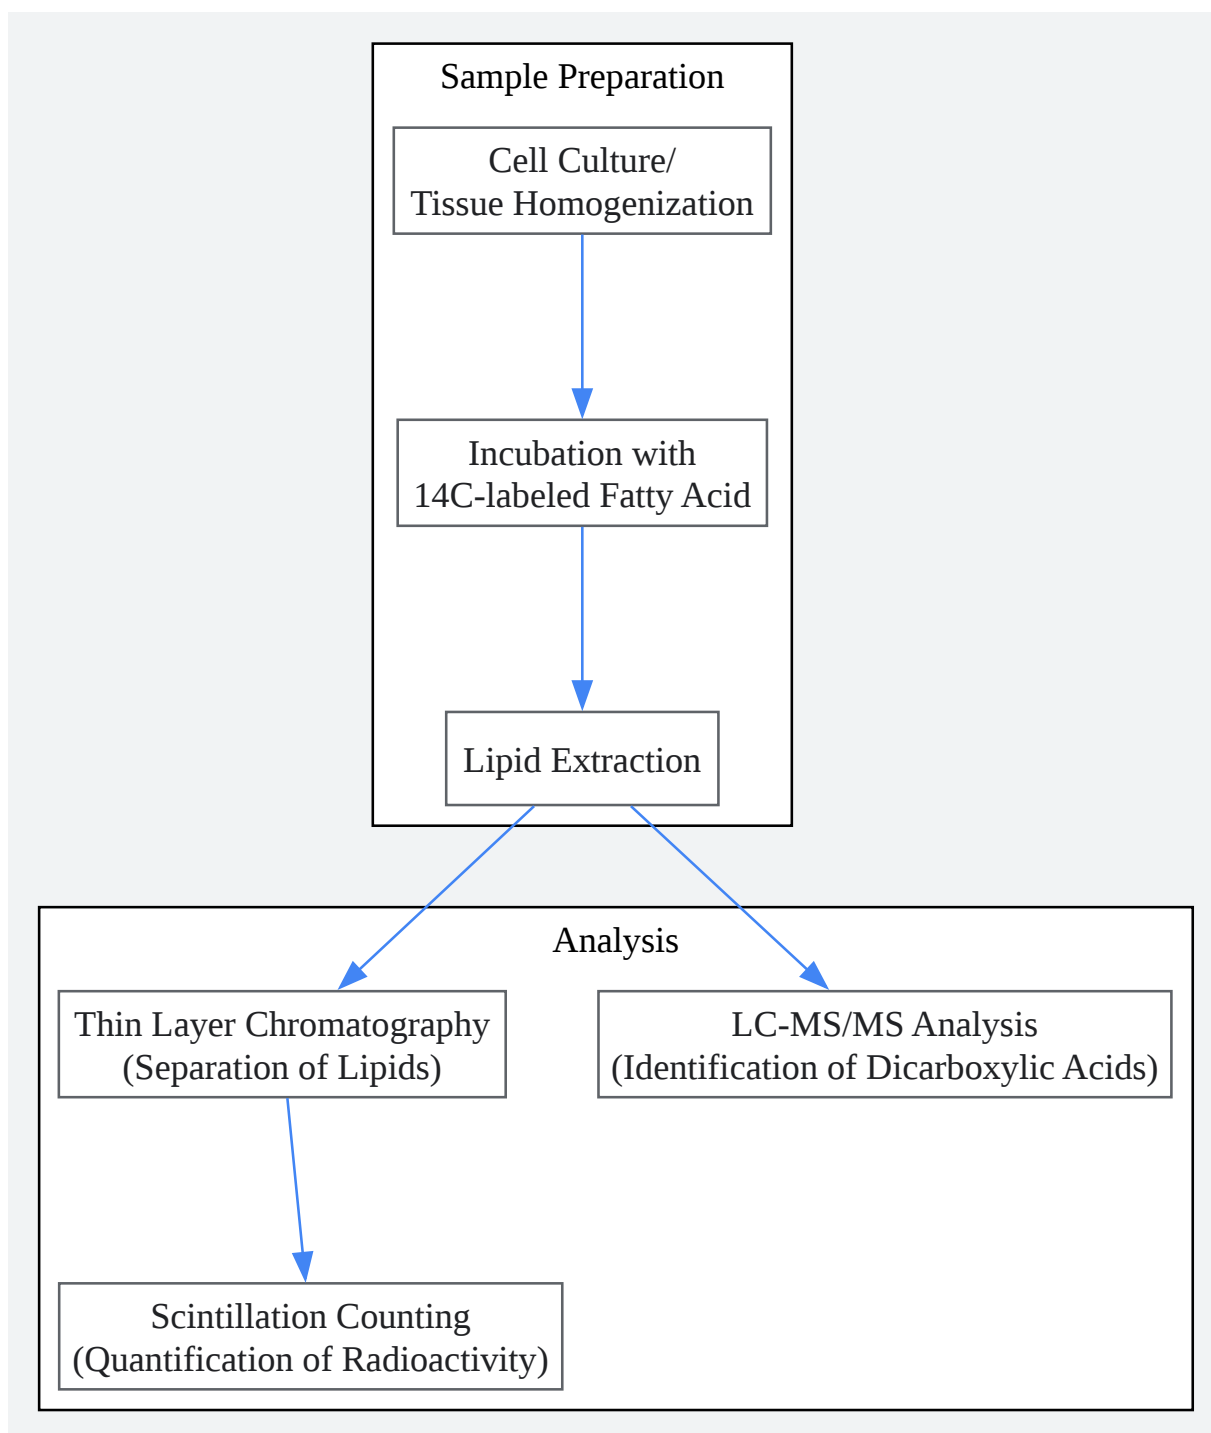 Sample Preparation
Cell Culture/
Tissue Homogenization
Incubation with
14C-labeled Fatty Acid
Lipid Extraction
Analysis
Thin Layer Chromatography
(Separation of Lipids)
LC-MS/MS Analysis
(Identification of Dicarboxylic Acids)
Scintillation Counting
(Quantification of Radioactivity)